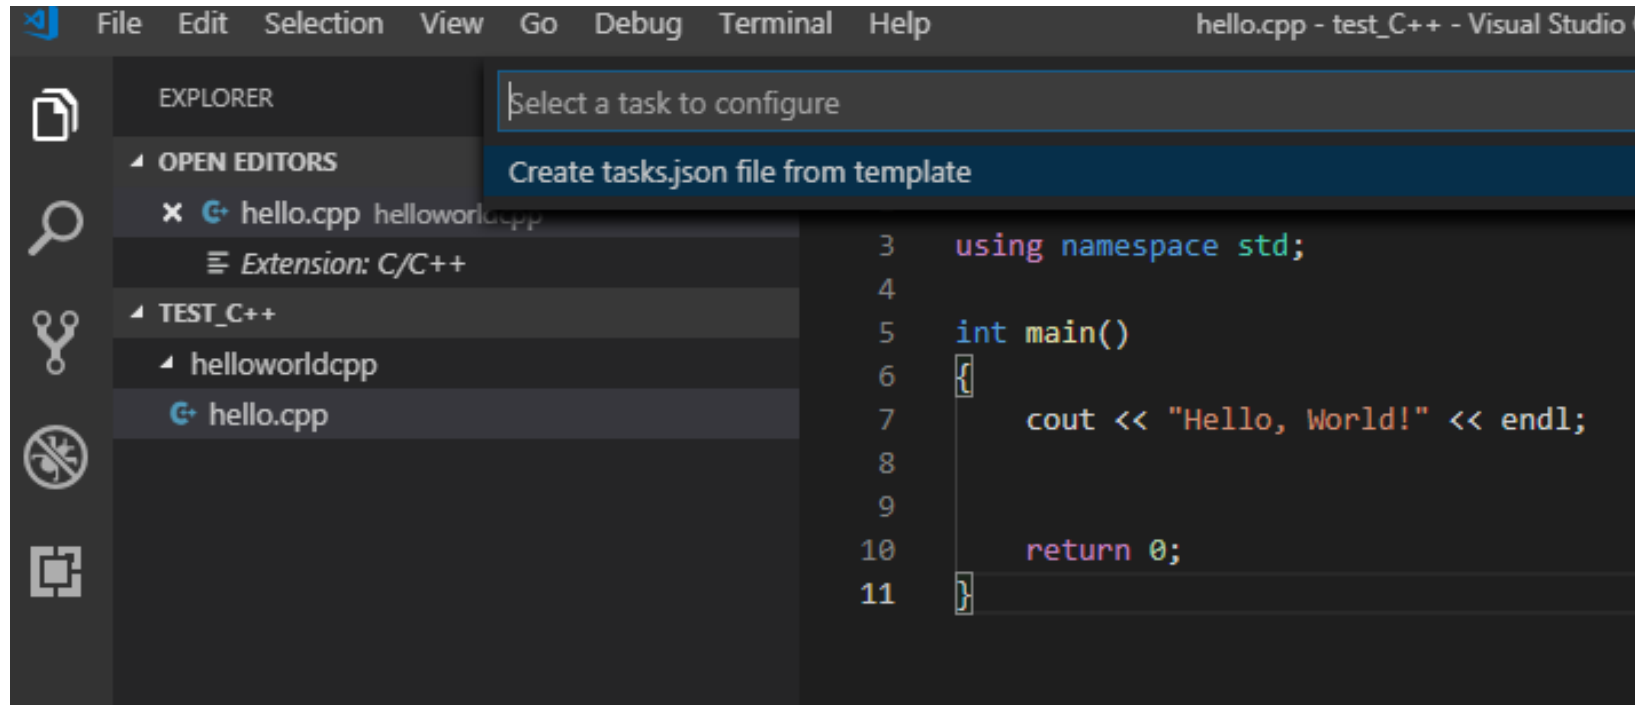 File Edit Selection View Go Debug Terminal Help hello.cpp - test_C++ - Visual Studio
EXPLORER
Select a task to configure
Create tasks.json file from template
OPEN EDITORS
hello.cpp helloworldcpp
Extension: C/C++
TEST_C++
helloworldcpp
hello.cpp
3 using namespace std;
4
5 int main()
6 {
7 cout << "Hello, World!" << endl;
8
9
10 return 0;
11 }